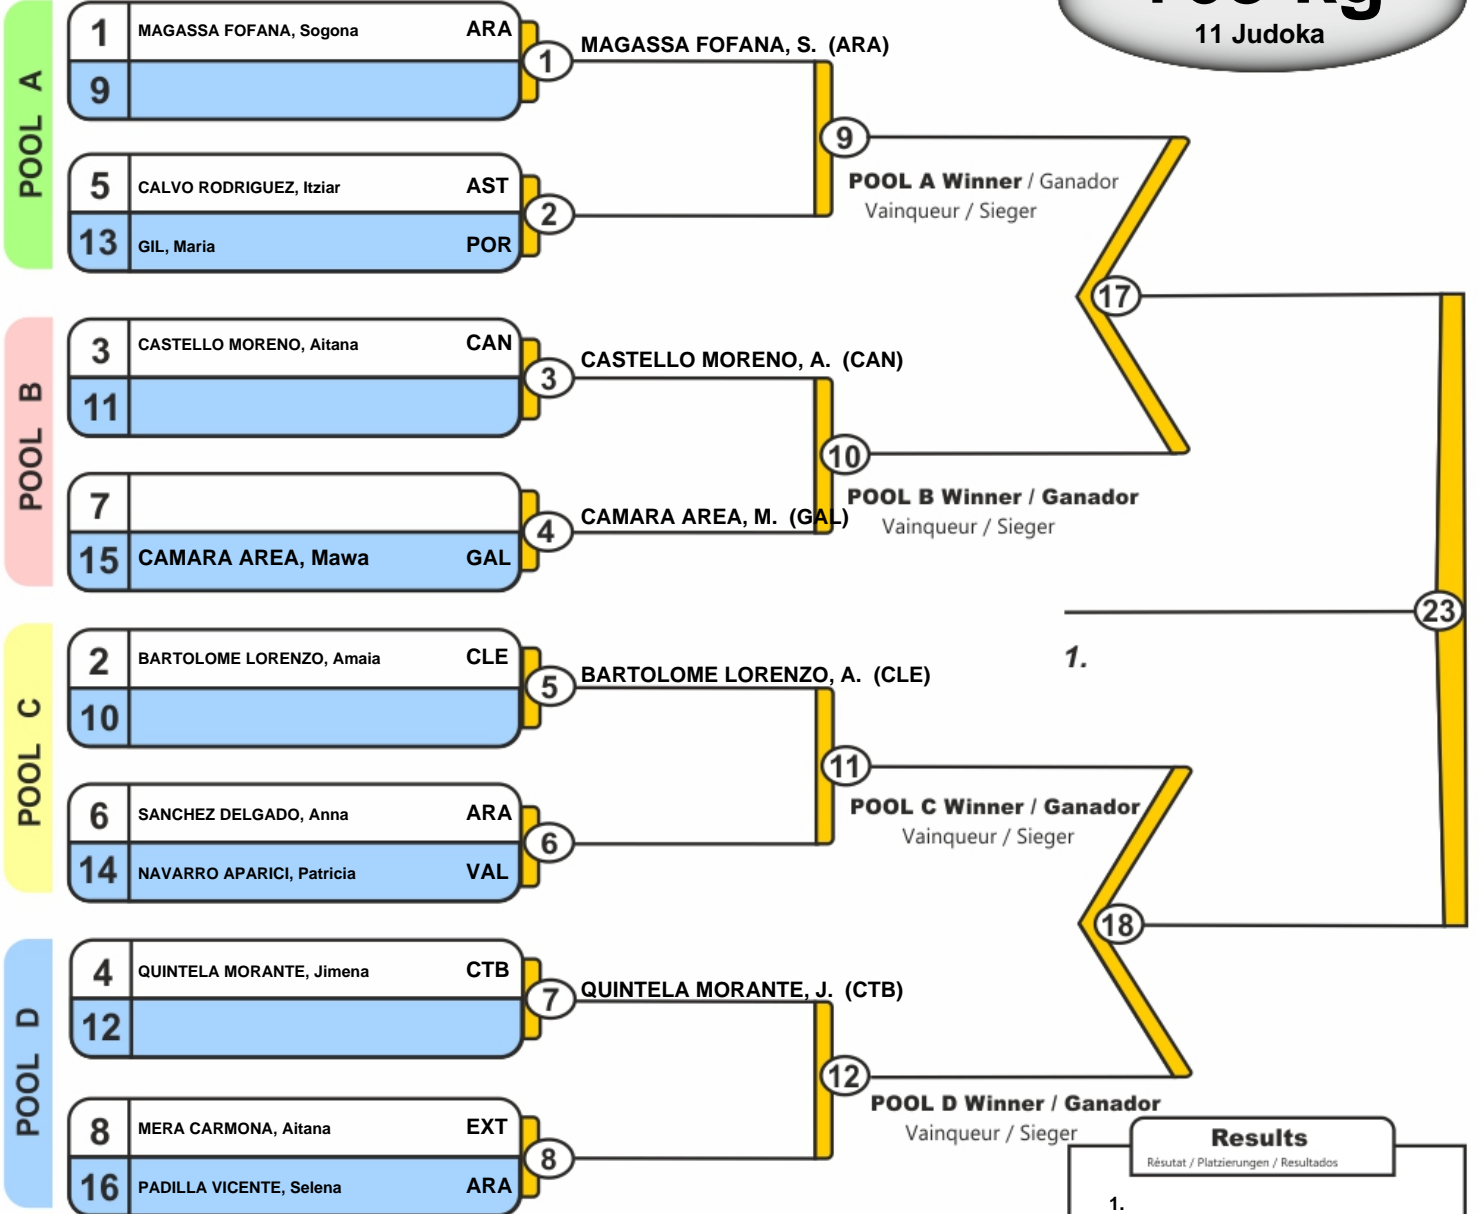 11 Judoka
POOL A
1 MAGASSA FOFANA, Sogona ARA
9
1
MAGASSA FOFANA, S. (ARA)
5 CALVO RODRIGUEZ, Itziar AST
13 GIL, Maria POR
2
9
POOL A Winner / Ganador
Vainqueur / Sieger
POOL B
3 CASTELLO MORENO, Aitana CAN
11
3
CASTELLO MORENO, A. (CAN)
7
15 CAMARA AREA, Mawa GAL
4
CAMARA AREA, M. (GAL)
10
POOL B Winner / Ganador
Vainqueur / Sieger
17
POOL C
2 BARTOLOME LORENZO, Amaia CLE
10
5
BARTOLOME LORENZO, A. (CLE)
6 SANCHEZ DELGADO, Anna ARA
14 NAVARRO APARICI, Patricia VAL
6
11
POOL C Winner / Ganador
Vainqueur / Sieger
23
1.
POOL D
4 QUINTELA MORANTE, Jimena CTB
12
7
QUINTELA MORANTE, J. (CTB)
8 MERA CARMONA, Aitana EXT
16 PADILLA VICENTE, Selena ARA
8
12
POOL D Winner / Ganador
Vainqueur / Sieger
18
Results
Résutat / Platzierungen / Resultados
1.